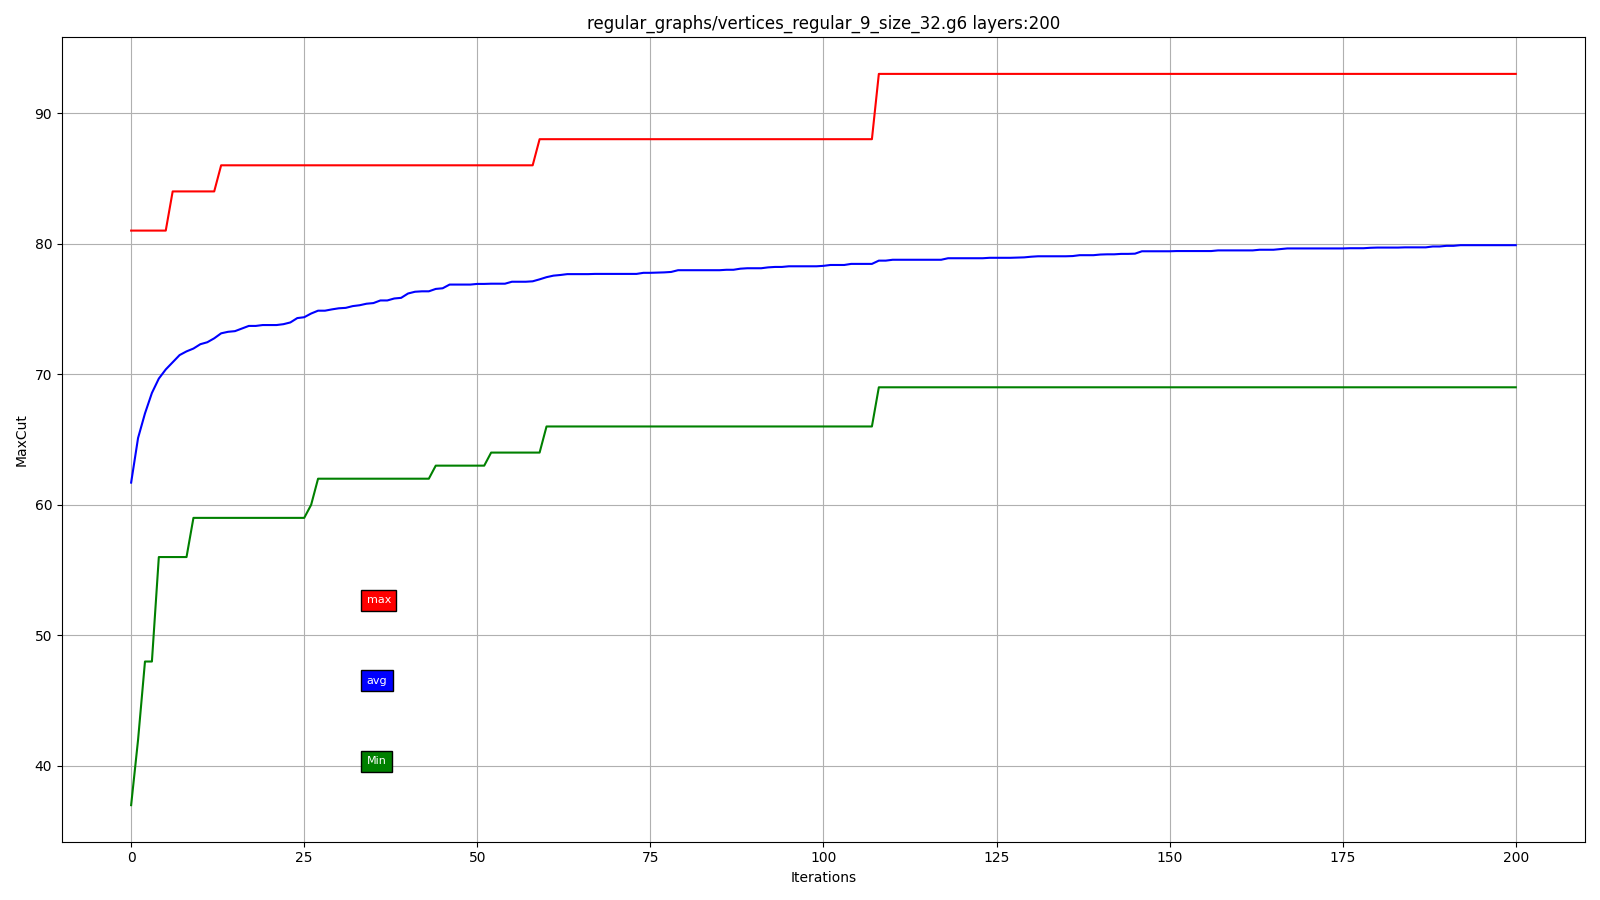 regular_graphs/vertices_regular_9_size_32.g6 layers:200
MaxCut
90
80
70
60
50
40
max
avg
Min
0 25 50 75 100 125 150 175 200
Iterations